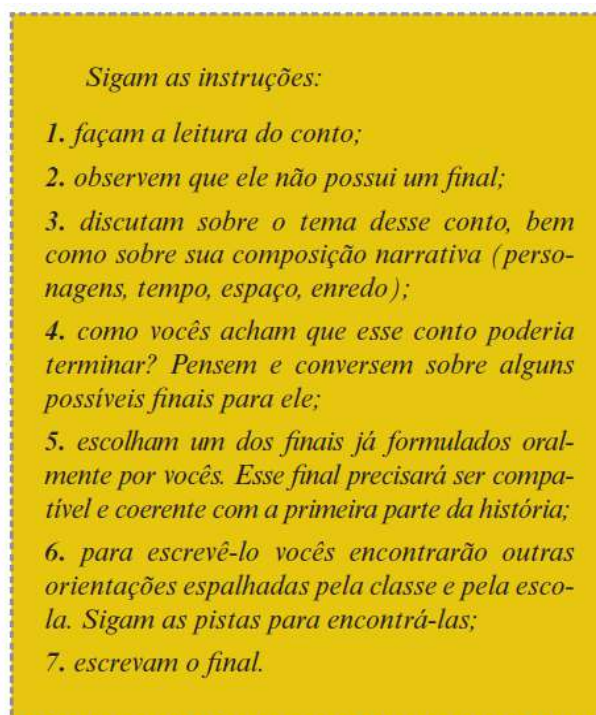 Sigam as instruções:
1. façam a leitura do conto;
2. observem que ele não possui um final;
3. discutam sobre o tema desse conto, bem
como sobre sua composição narrativa (perso-
nagens, tempo, espaço, enredo);
4. como vocês acham que esse conto poderia
terminar? Pensem e conversem sobre alguns
possíveis finais para ele;
5. escolham um dos finais já formulados oral-
mente por vocês. Esse final precisará ser compa-
tível e coerente com a primeira parte da história;
6. para escrevê-lo vocês encontrarão outras
orientações espalhadas pela classe e pela esco-
la. Sigam as pistas para encontrá-las;
7. escrevam o final.